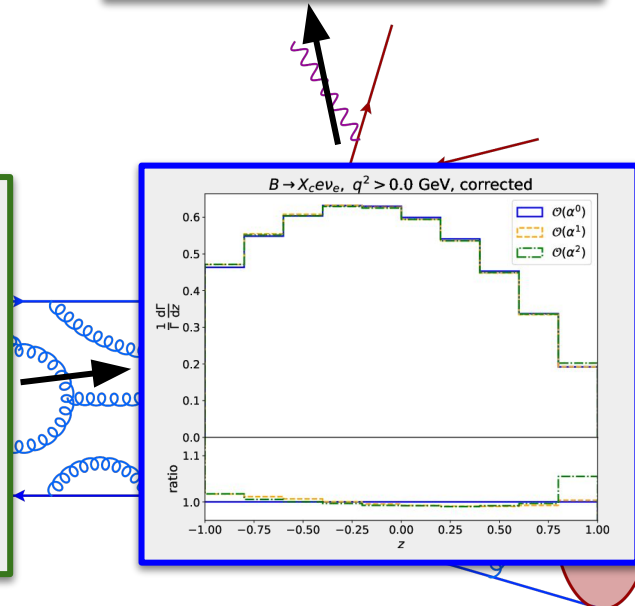 B → X_c e ν_e, q² > 0.0 GeV, corrected
O(α⁰)
O(α¹)
O(α²)
1/Γ dΓ/dz
0.6
0.5
0.4
0.3
0.2
0.1
0.0
ratio
1.1
1.0
−1.00 −0.75 −0.50 −0.25 0.00 0.25 0.50 0.75 1.00
z